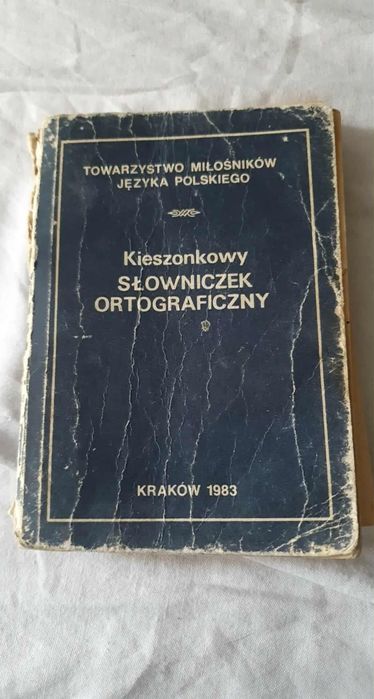 TOWARZYSTWO MIŁOŚNIKÓW
JĘZYKA POLSKIEGO
Kieszonkowy
SŁOWNICZEK
ORTOGRAFICZNY
KRAKÓW 1983